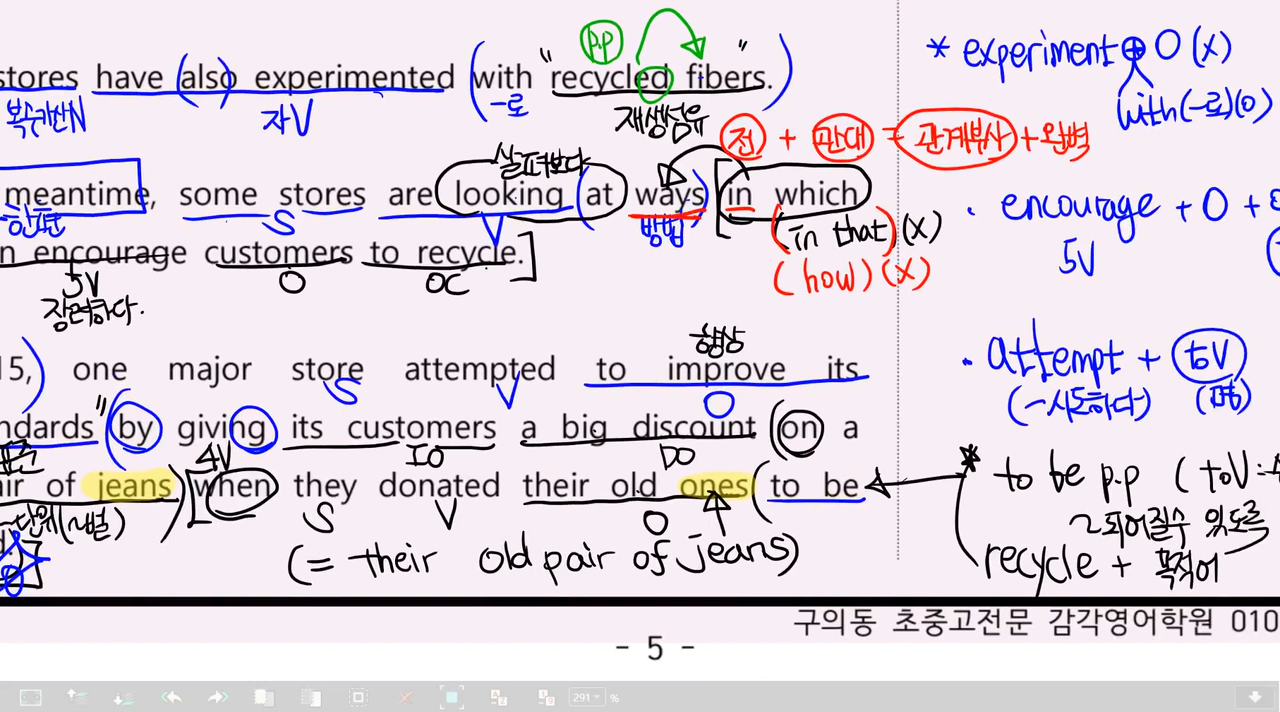 p.p
* experiment ⊕ O (x)
stores have (also) experimented (with "recycled fibers.")
복수가반N 자V -로 재생섬유
with (-로) (o)
살펴보다
전 + 관대 = 관계부사 + 완벽
meantime, some stores are looking (at ways) [in which
한편 S V 방법
(in that) (x)
· encourage + O +
n encourage customers to recycle.]
(how) (x)
5V O OC
5V
장려하다.
향상
15,) one major store attempted to improve its
S V O
· attempt + toV
(-시도하다)
ndards" (by giving its customers a big discount (on a
4V IO DO
* to be p.p (toV=
air of jeans) [when they donated their old ones (to be
-단위(~벌) S V O
~되어질수 있도록
(= their old pair of jeans)
recycle + 목적어
구의동 초중고전문 감각영어학원 010
- 5 -
291 %